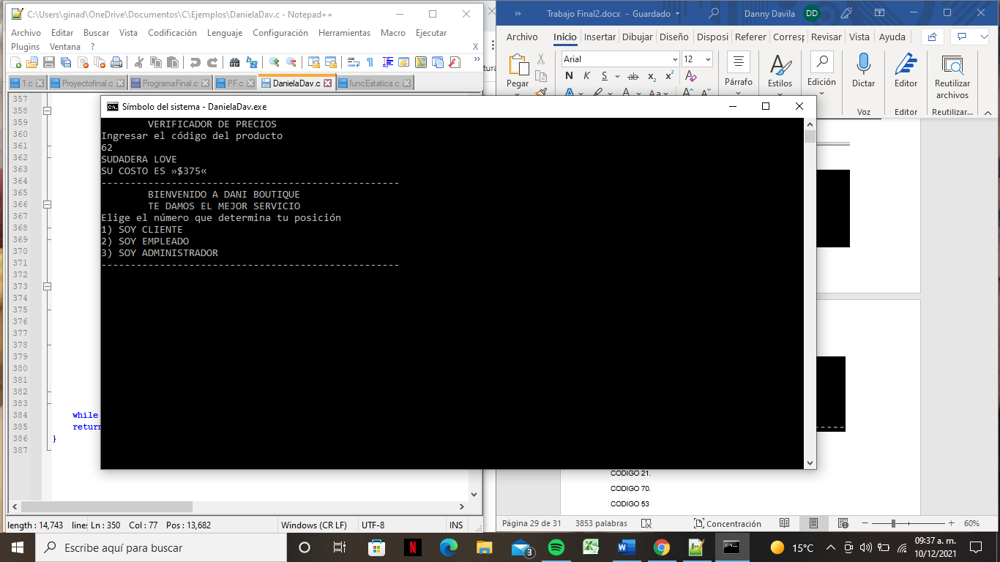 C:\Users\ginad\OneDrive\Documentos\C\Ejemplos\DanielaDav.c - Notepad++
Archivo Editar Buscar Vista Codificación Lenguaje Configuración Herramientas Macro Ejecutar
Plugins Ventana ? X
1.c Proyectofinal.c ProgramaFinal.c PF.c DanielaDav.c funcEstatica.c
Trabajo Final2.docx - Guardado Danny Davila DD
Archivo Inicio Insertar Dibujar Diseño Disposi Referer Corresp Revisar Vista Ayuda
Arial 12
N K S ab x₂ x²
Pegar Párrafo Estilos Edición Dictar Editor Reutilizar archivos
Voz Editor Reutilizar...
Símbolo del sistema - DanielaDav.exe
VERIFICADOR DE PRECIOS
Ingresar el código del producto
62
SUDADERA LOVE
SU COSTO ES »$375«
---------------------------------------------------
BIENVENIDO A DANI BOUTIQUE
TE DAMOS EL MEJOR SERVICIO
Elige el número que determina tu posición
1) SOY CLIENTE
2) SOY EMPLEADO
3) SOY ADMINISTRADOR
---------------------------------------------------
357
358
359
360
361
362
363
364
365
366
367
368
369
370
371
372
373
374
375
376
377
378
379
380
381
382
383
384 while
385 return
386 }
387
CODIGO 21.
CODIGO 70.
CODIGO 53
length : 14,743 lines Ln : 350 Col : 77 Pos : 13,682 Windows (CR LF) UTF-8 INS
Página 29 de 31 3853 palabras Concentración 60%
Escribe aquí para buscar
3
15°C
09:37 a. m.
10/12/2021